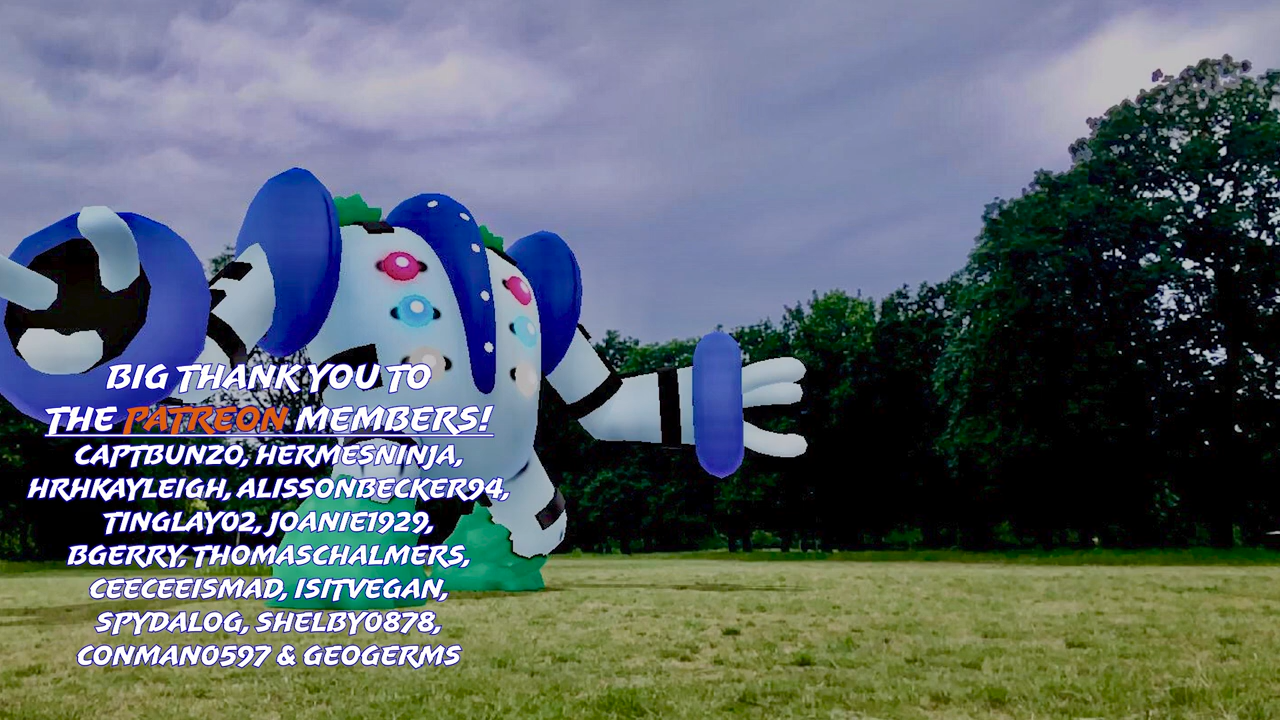 BIG THANK YOU TO
THE PATREON MEMBERS!
CAPTBUNZO, HERMESNINJA,
HRHKAYLEIGH, ALISSONBECKER94,
TINGLAY02, JOANIE1929,
BGERRY, THOMASCHALMERS,
CEECEEISMAD, ISITVEGAN,
SPYDALOG, SHELBY0878,
CONMAN0597 & GEOGERMS